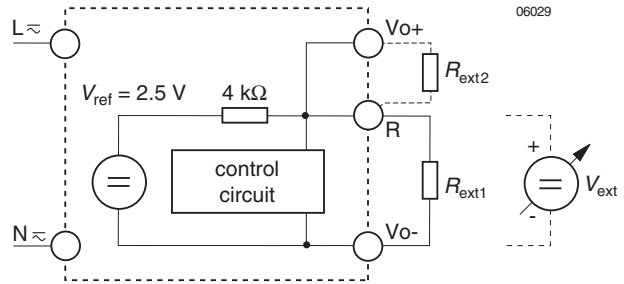 06029
L ≂
Vo+
Rext2
Vref = 2.5 V
4 kΩ
R
+
control
circuit
Rext1
=
=
Vext
-
N ≂
Vo-